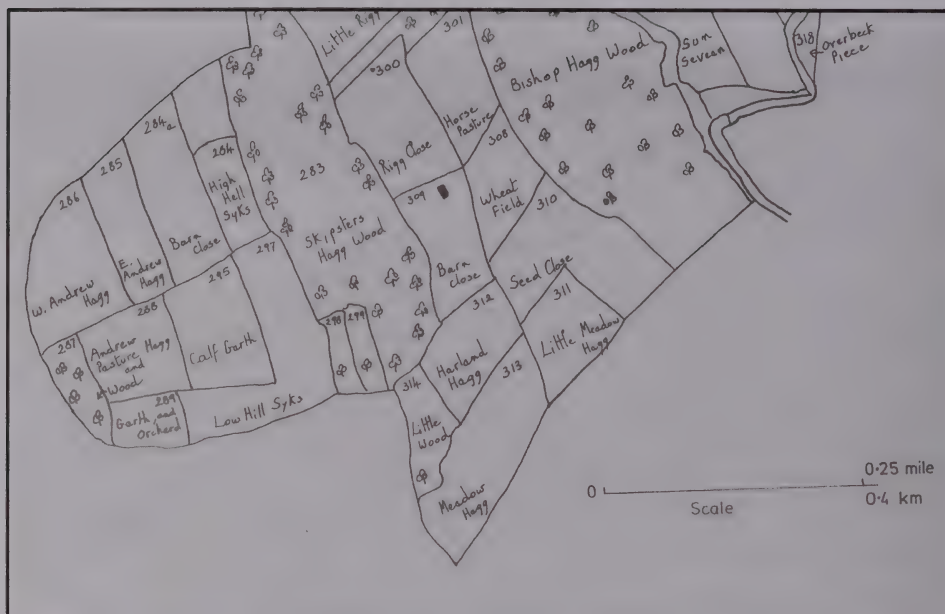 Little Rigg
301
300
Bishop Hagg Wood
Sun
Seveen
318
Overbeck
Piece
284a
285
286
284
High
Hell
Syks
283
Rigg Close
Horse
Pasture
308
309
Wheat
Field
310
W. Andrew Hagg
E.
Andrew
Hagg
Barn
Close
297
295
288
287
Skipsters
Hagg Wood
Barn
Close
Seed Close
312
311
298
299
Andrew
Pasture Hagg
and
Wood
Calf Garth
289
Garth, and
Orchard
Low Hill Syks
Harland
Hagg
313
Little Meadow
Hagg
314
Little
Wood
Meadow
Hagg
0
0·25 mile
0·4 km
Scale